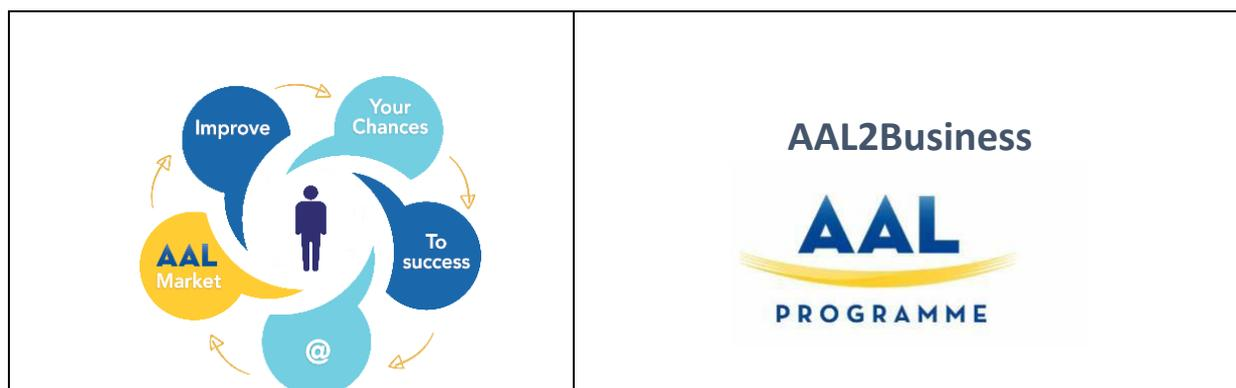 Improve
Your
Chances
To
success
@
AAL
Market
AAL2Business
AAL
PROGRAMME